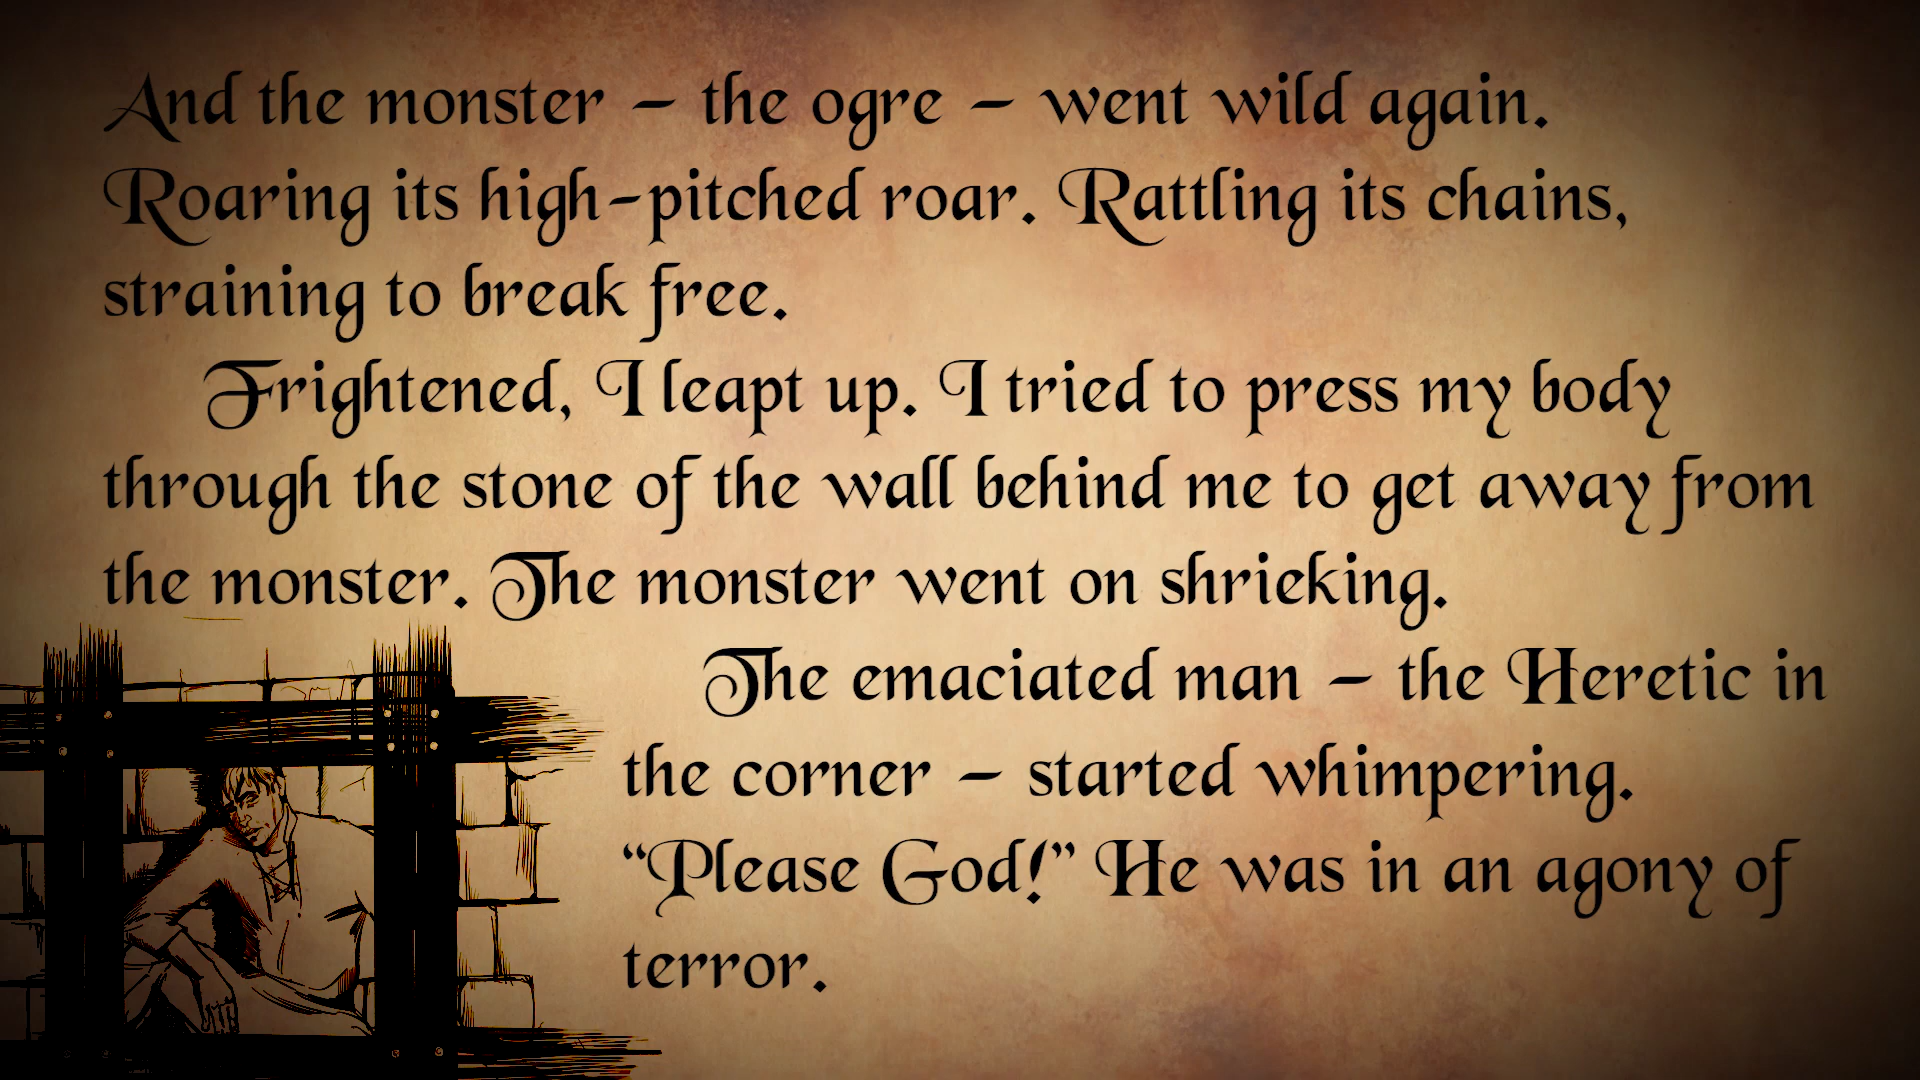 And the monster – the ogre – went wild again.
Roaring its high-pitched roar. Rattling its chains,
straining to break free.
Frightened, I leapt up. I tried to press my body
through the stone of the wall behind me to get away from
the monster. The monster went on shrieking.
The emaciated man – the Heretic in
the corner – started whimpering.
“Please God!” He was in an agony of
terror.